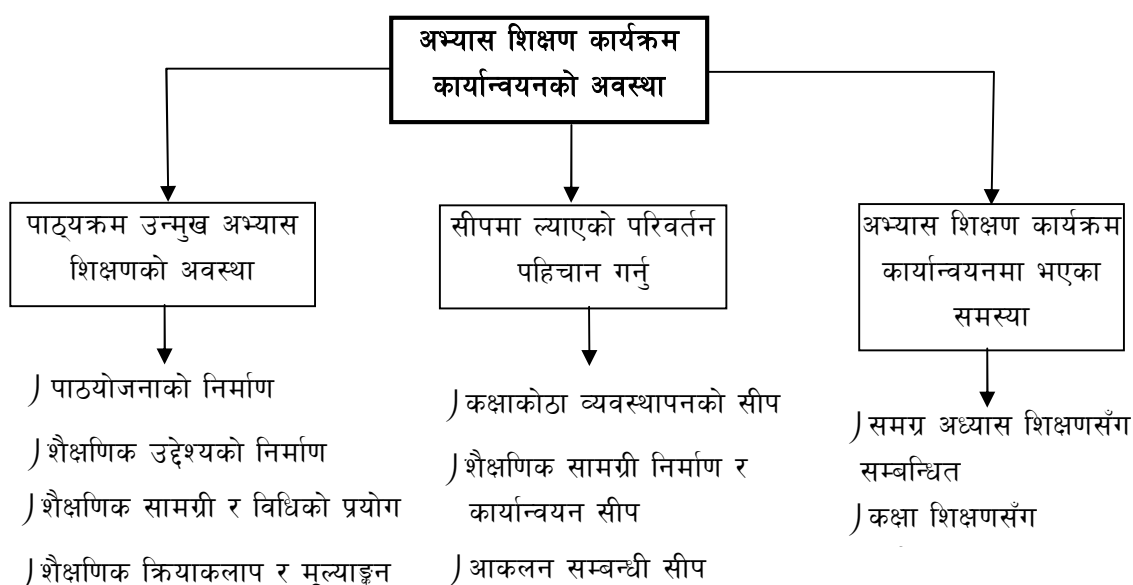 अभ्यास शिक्षण कार्यक्रम
कार्यान्वयनको अवस्था
पाठ्यक्रम उन्मुख अभ्यास
शिक्षणको अवस्था
सीपमा ल्याएको परिवर्तन
पहिचान गर्नु
अभ्यास शिक्षण कार्यक्रम
कार्यान्वयनमा भएका
समस्या
पाठयोजनाको निर्माण
शैक्षणिक उद्देश्यको निर्माण
शैक्षणिक सामग्री र विधिको प्रयोग
शैक्षणिक क्रियाकलाप र मूल्याङ्कन
कक्षाकोठा व्यवस्थापनको सीप
शैक्षणिक सामग्री निर्माण र
कार्यान्वयन सीप
आकलन सम्बन्धी सीप
समग्र अध्यास शिक्षणसँग
सम्बन्धित
कक्षा शिक्षणसँग